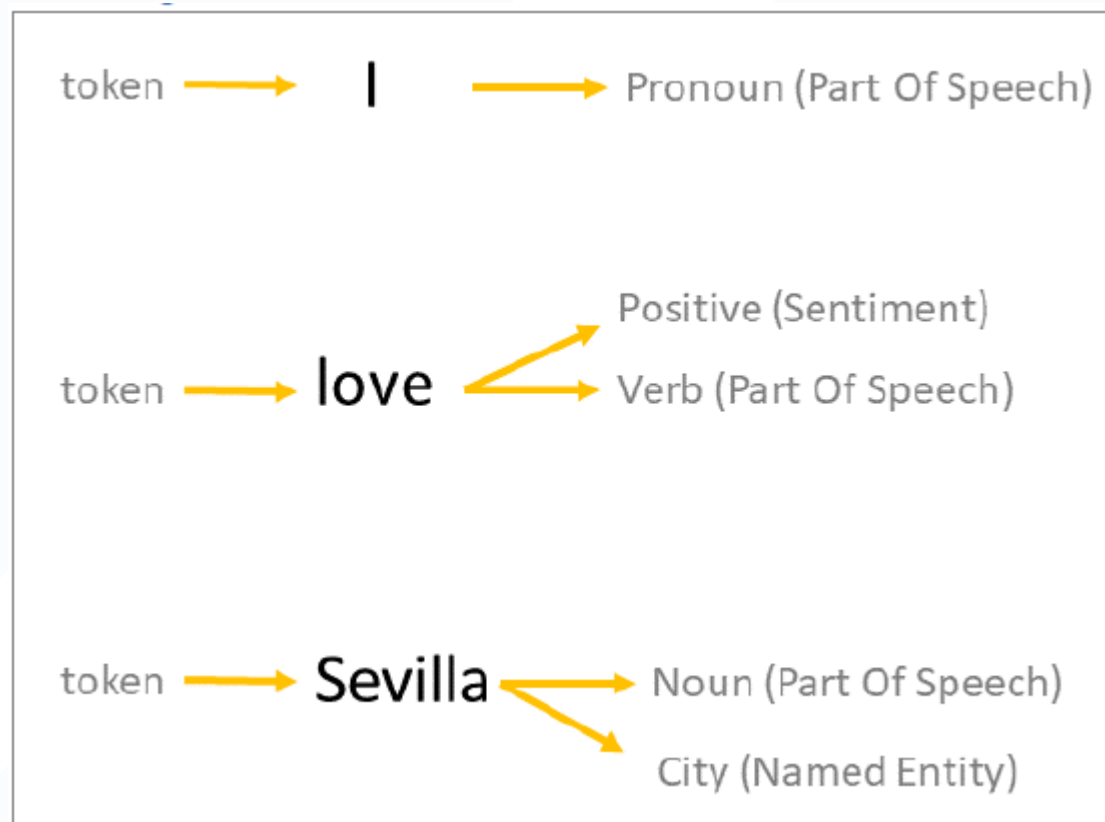 token I Pronoun (Part Of Speech)
Positive (Sentiment)
token love Verb (Part Of Speech)
token Sevilla Noun (Part Of Speech)
City (Named Entity)